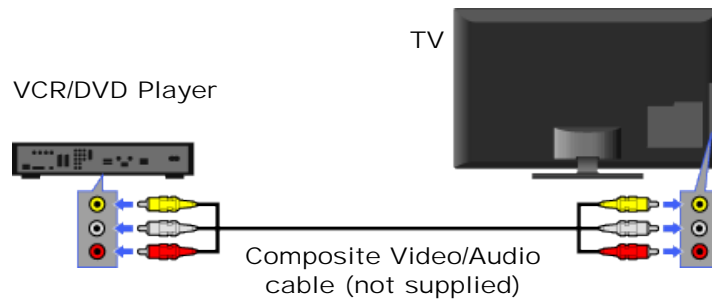 TV
VCR/DVD Player
Composite Video/Audio
cable (not supplied)